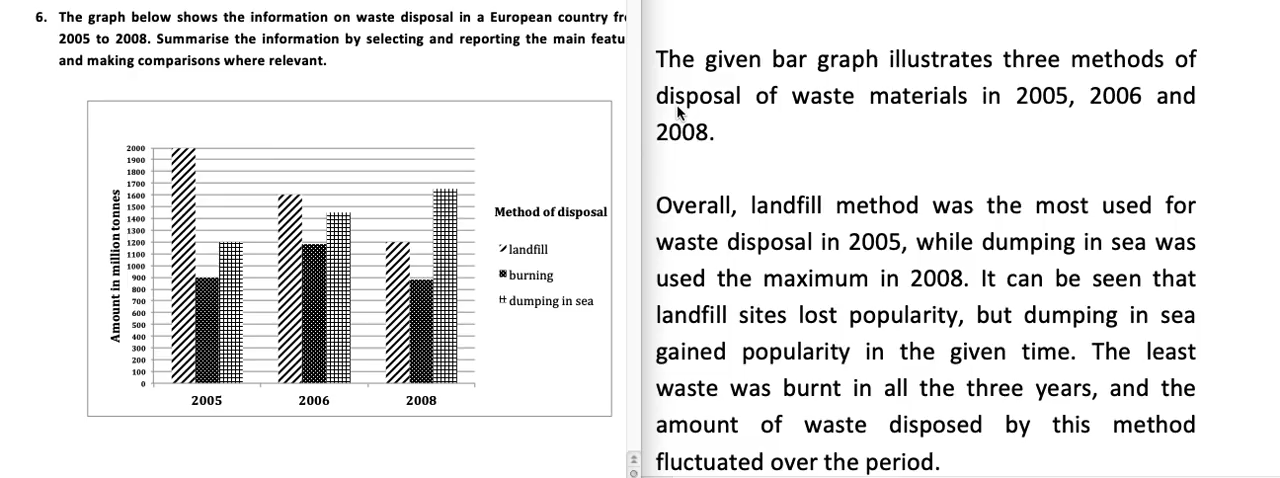 6. The graph below shows the information on waste disposal in a European country fr
2005 to 2008. Summarise the information by selecting and reporting the main featu
and making comparisons where relevant.
2000
1900
1800
1700
1600
1500
1400
1300
1200
1100
1000
900
800
700
600
500
400
300
200
100
0
Amount in million tonnes
2005
2006
2008
Method of disposal
landfill
burning
dumping in sea
The given bar graph illustrates three methods of
disposal of waste materials in 2005, 2006 and
2008.
Overall, landfill method was the most used for
waste disposal in 2005, while dumping in sea was
used the maximum in 2008. It can be seen that
landfill sites lost popularity, but dumping in sea
gained popularity in the given time. The least
waste was burnt in all the three years, and the
amount of waste disposed by this method
fluctuated over the period.